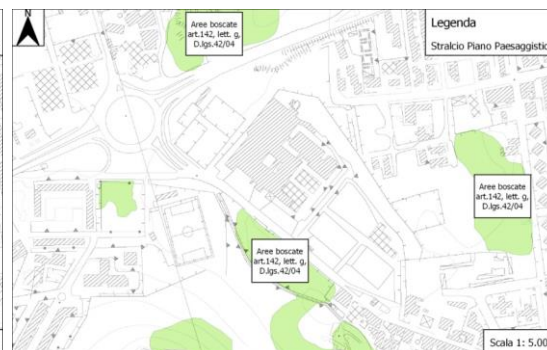 N
Aree boscate
art.142, lett. g,
D.lgs.42/04
Legenda
Stralcio Piano Paesaggistic
Aree boscate
art.142, lett. g,
D.lgs.42/04
Aree boscate
art.142, lett. g,
D.lgs.42/04
Scala 1: 5.00